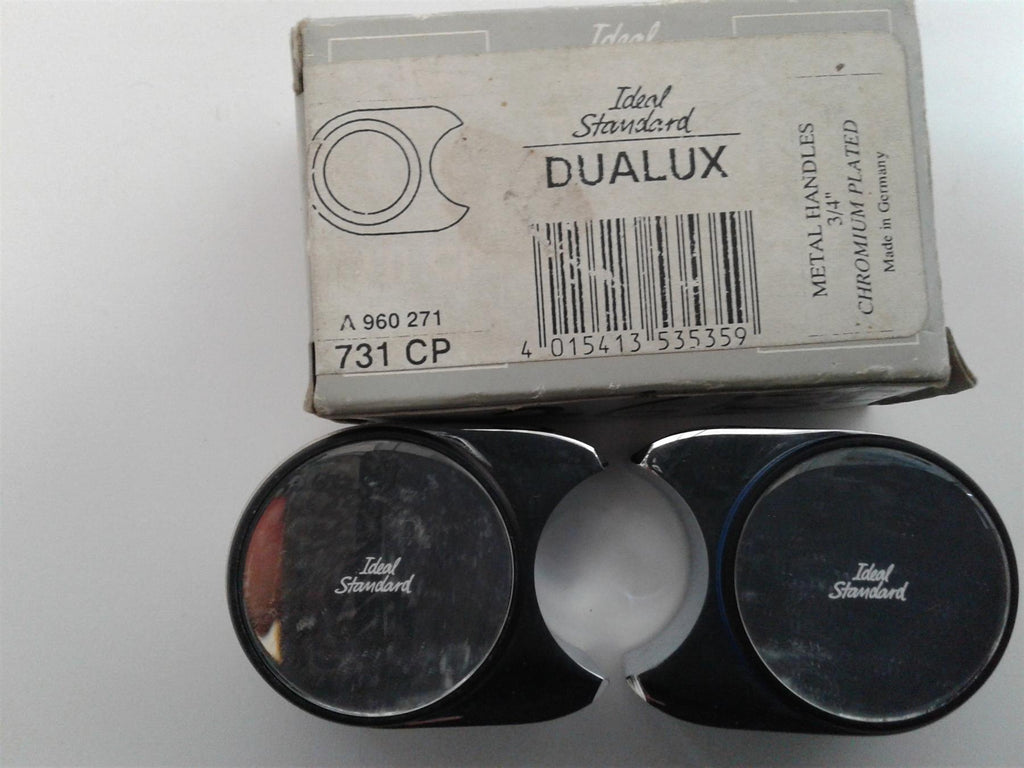 Ideal
Ideal
Standard
DUALUX
A 960 271
731 CP
4 015413 535359
METAL HANDLES
3/4"
CHROMIUM PLATED
Made in Germany
Ideal
Standard
Ideal
Standard